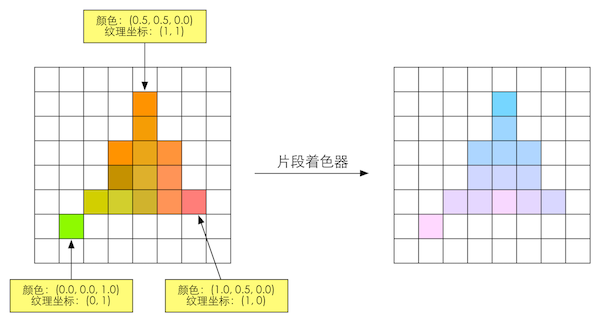 颜色：(0.5, 0.5, 0.0)
纹理坐标：(1, 1)
片段着色器
颜色：(0.0, 0.0, 1.0)
纹理坐标：(0, 1)
颜色：(1.0, 0.5, 0.0)
纹理坐标：(1, 0)